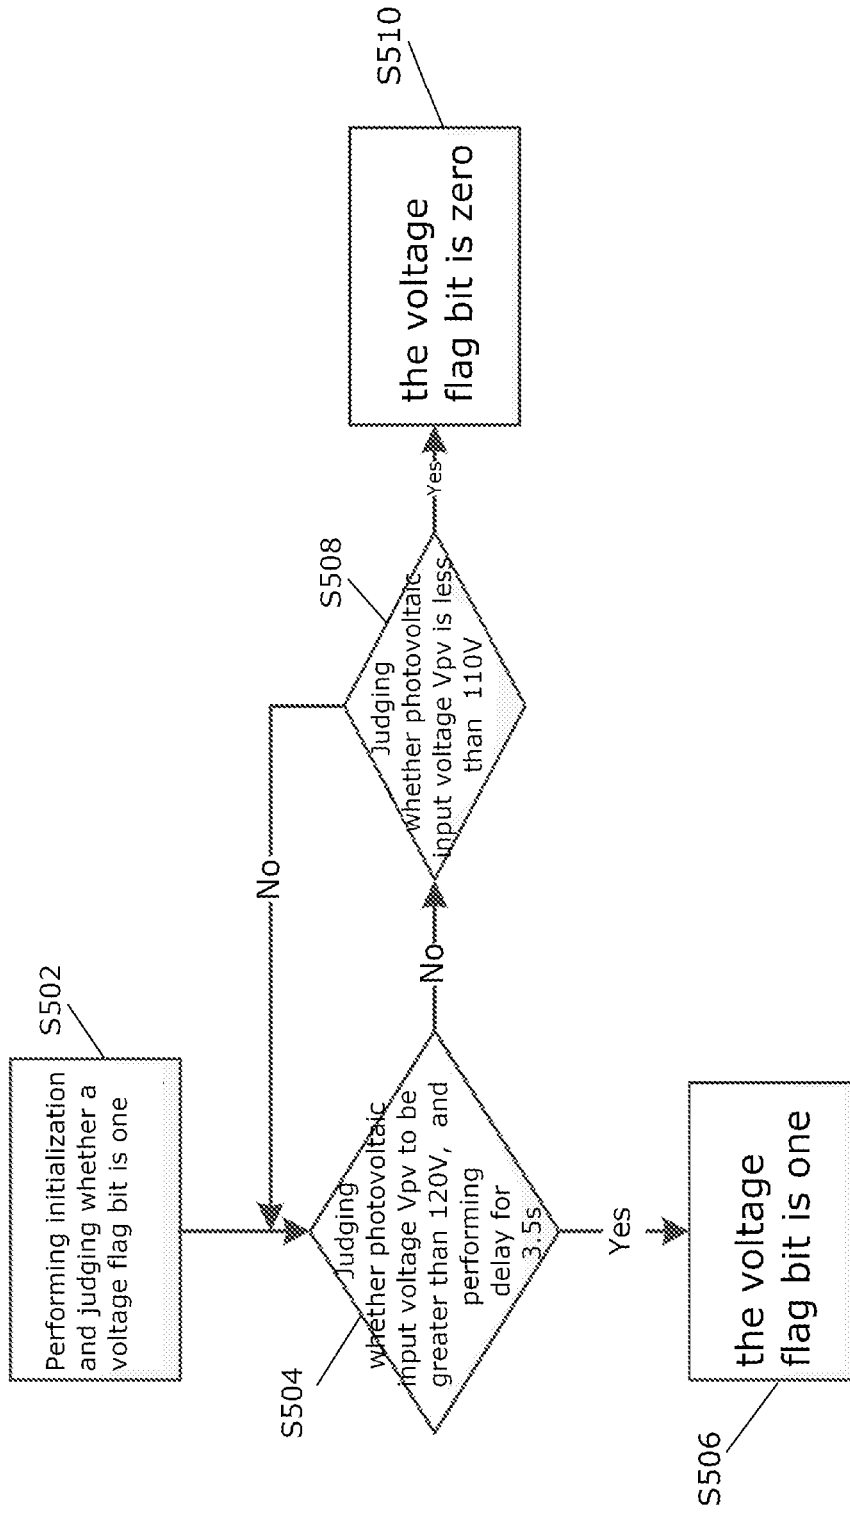 S502
Performing initialization
and judging whether a
voltage flag bit is one
No
S504
Judging
whether photovoltaic
input voltage Vpv to be
greater than 120V, and
performing
delay for
3.5s
No
S508
Judging
whether photovoltaic
input voltage Vpv is less
than 110V
Yes
S510
the voltage
flag bit is zero
Yes
S506
the voltage
flag bit is one